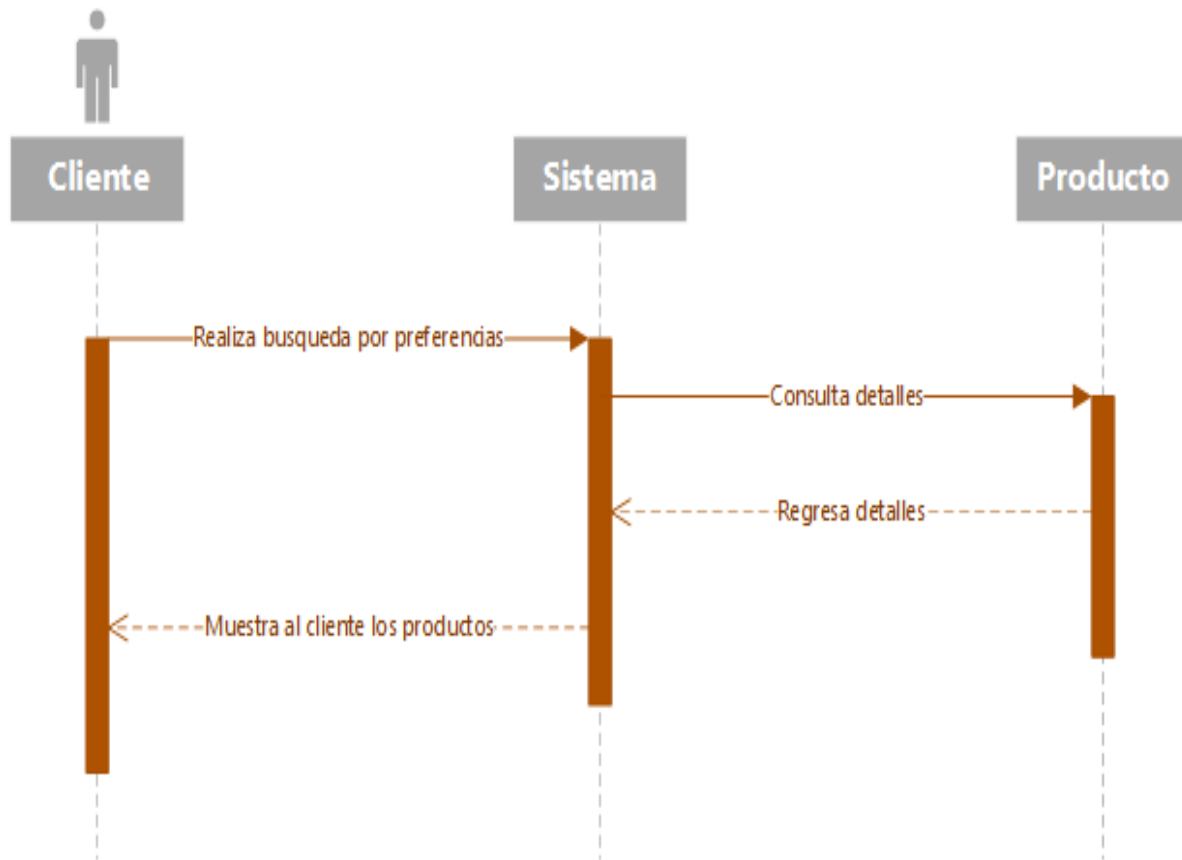 Cliente
Sistema
Producto
Realiza busqueda por preferencias
Consulta detalles
Regresa detalles
Muestra al cliente los productos